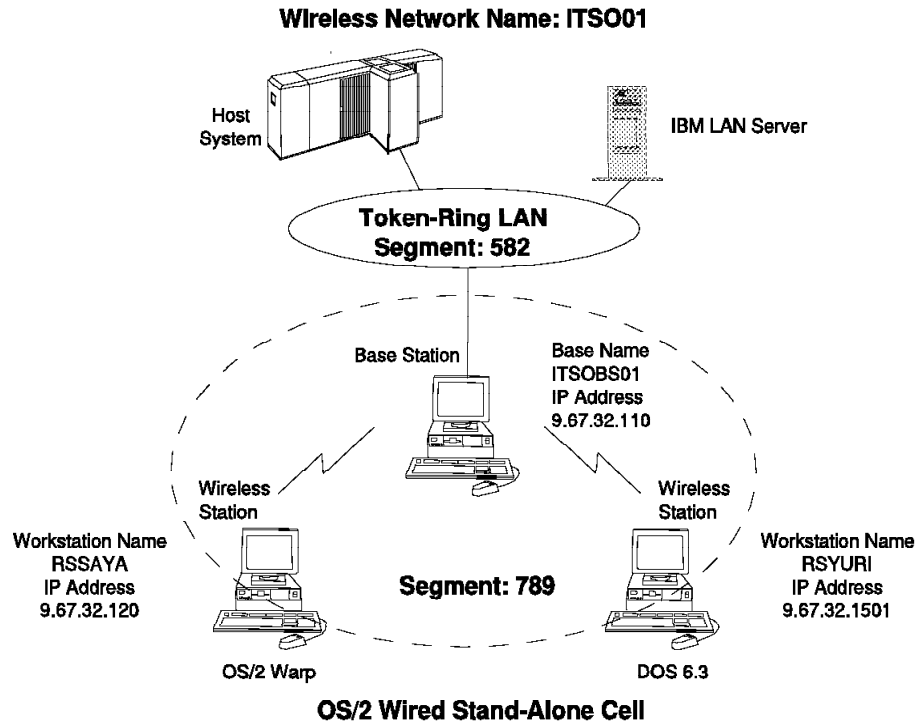 Wireless Network Name: ITSO01
Host
System
IBM LAN Server
Token-Ring LAN
Segment: 582
Base Station
Base Name
ITSOBS01
IP Address
9.67.32.110
Wireless
Station
Wireless
Station
Workstation Name
RSSAYA
IP Address
9.67.32.120
Segment: 789
Workstation Name
RSYURI
IP Address
9.67.32.1501
OS/2 Warp
DOS 6.3
OS/2 Wired Stand-Alone Cell